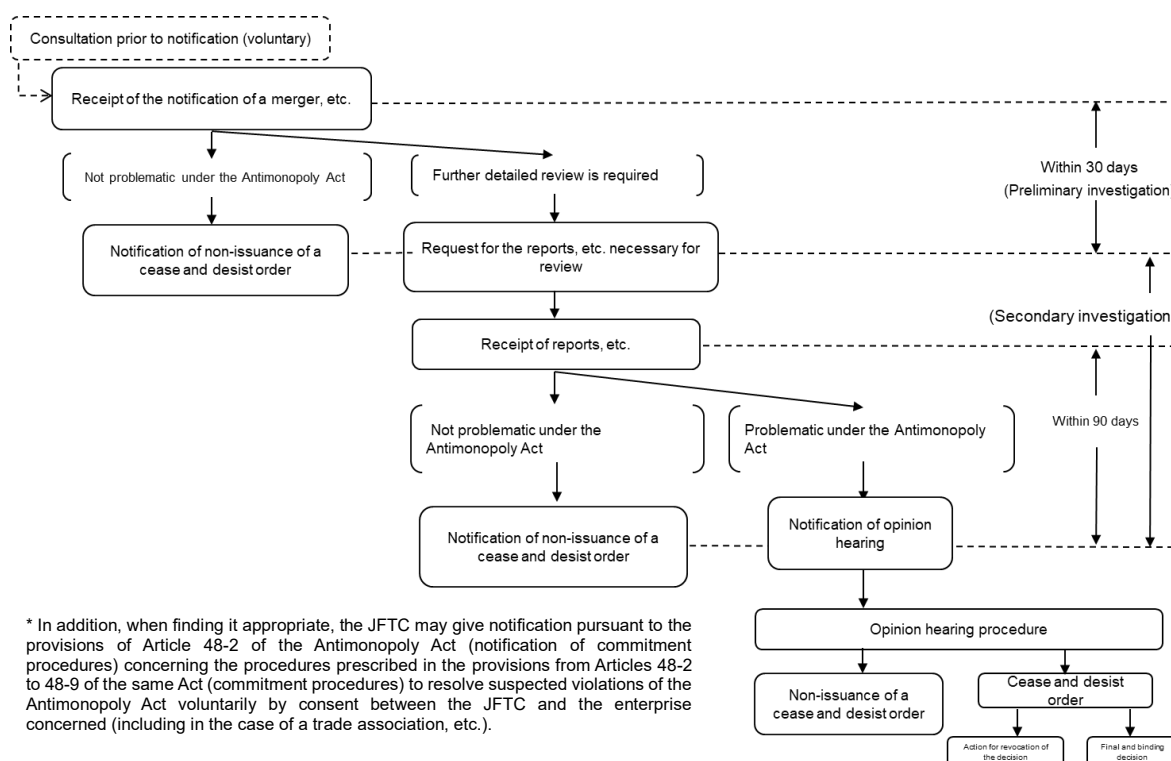 Consultation prior to notification (voluntary)
Receipt of the notification of a merger, etc.
Not problematic under the Antimonopoly Act
Further detailed review is required
Within 30 days
(Preliminary investigation)
Notification of non-issuance of a
cease and desist order
Request for the reports, etc. necessary for
review
(Secondary investigation)
Receipt of reports, etc.
Not problematic under the
Antimonopoly Act
Problematic under the Antimonopoly
Act
Within 90 days
Notification of non-issuance of a
cease and desist order
Notification of opinion
hearing
* In addition, when finding it appropriate, the JFTC may give notification pursuant to the
provisions of Article 48-2 of the Antimonopoly Act (notification of commitment
procedures) concerning the procedures prescribed in the provisions from Articles 48-2
to 48-9 of the same Act (commitment procedures) to resolve suspected violations of the
Antimonopoly Act voluntarily by consent between the JFTC and the enterprise
concerned (including in the case of a trade association, etc.).
Opinion hearing procedure
Non-issuance of a
cease and desist order
Cease and desist
order
Action for revocation of
the decision
Final and binding
decision